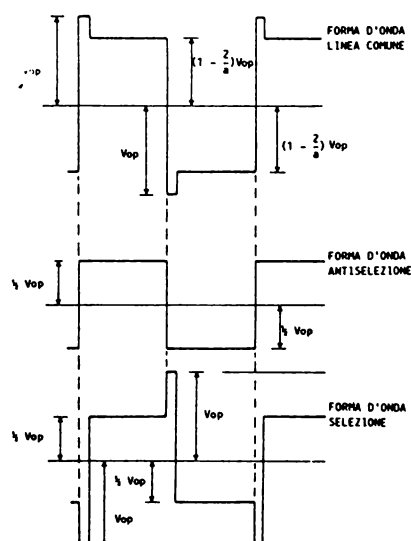 FORMA D'ONDA
LINEA COMUNE
Vop
(1 - 2/a) Vop
Vop
(1 - 2/a) Vop
FORMA D'ONDA
ANTISELEZIONE
½ Vop
½ Vop
FORMA D'ONDA
SELEZIONE
½ Vop
Vop
½ Vop
Vop